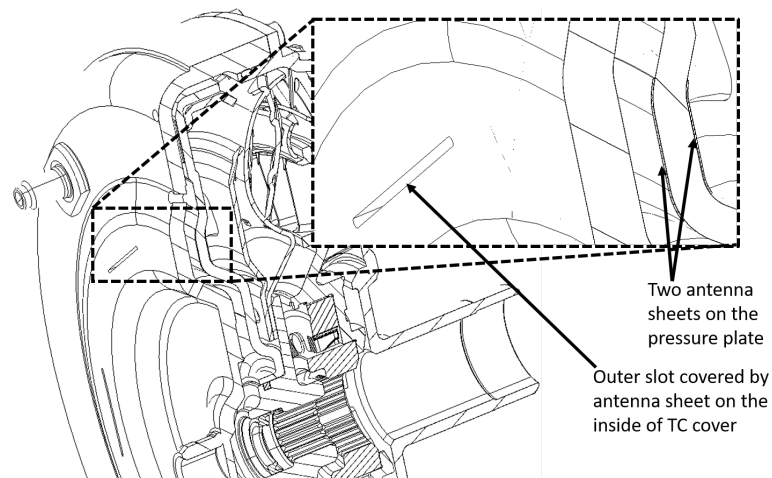 Two antenna
sheets on the
pressure plate
Outer slot covered by
antenna sheet on the
inside of TC cover